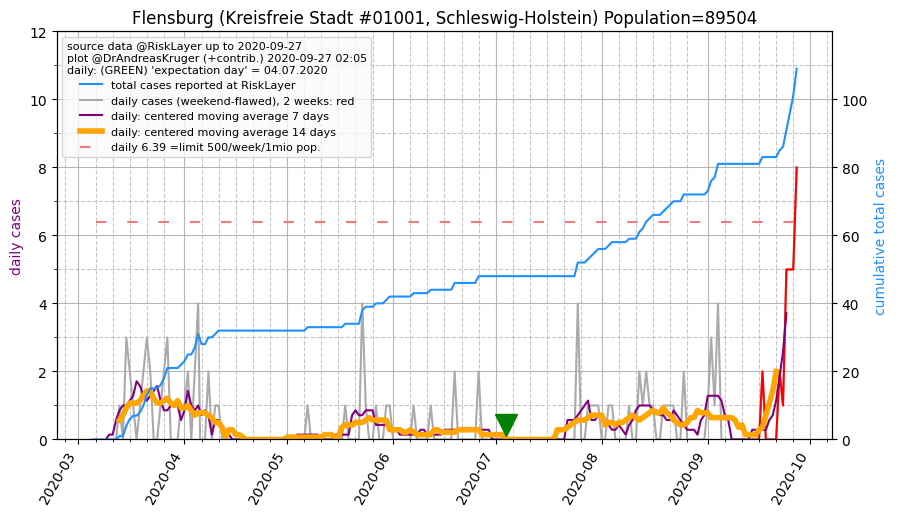 Flensburg (Kreisfreie Stadt #01001, Schleswig-Holstein) Population=89504
source data @RiskLayer up to 2020-09-27
plot @DrAndreasKruger (+contrib.) 2020-09-27 02:05
daily: (GREEN) 'expectation day' = 04.07.2020
total cases reported at RiskLayer
daily cases (weekend-flawed), 2 weeks: red
daily: centered moving average 7 days
daily: centered moving average 14 days
daily 6.39 =limit 500/week/1mio pop.
daily cases
12
10
8
6
4
2
0
100
80
60
40
20
0
cumulative total cases
2020-03
2020-04
2020-05
2020-06
2020-07
2020-08
2020-09
2020-10